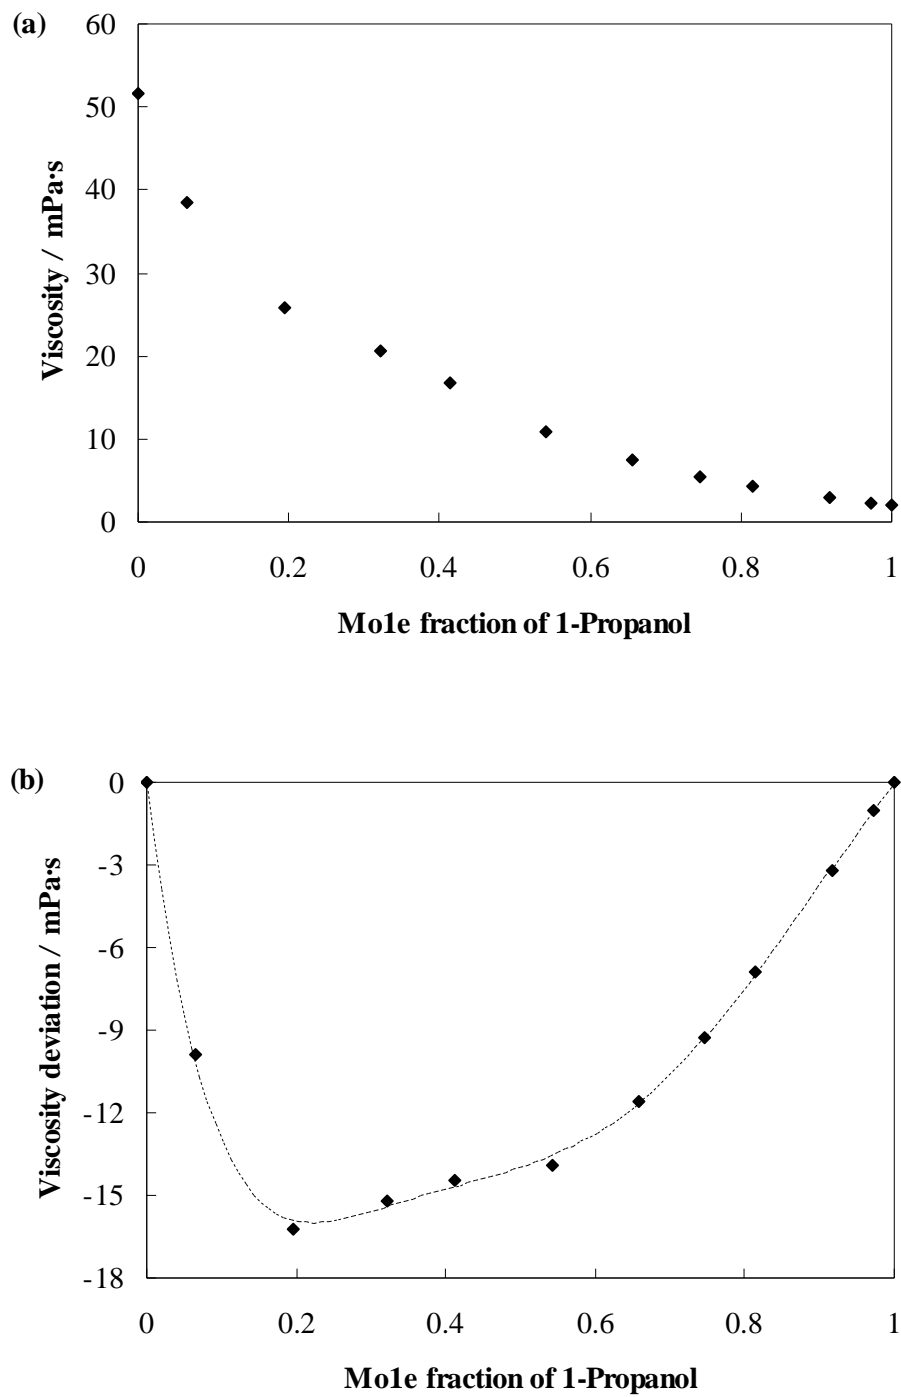 (a)
60
50
40
30
20
10
0
Viscosity / mPa·s
0 0.2 0.4 0.6 0.8 1
Mo1e fraction of 1-Propanol
(b)
0
-3
-6
-9
-12
-15
-18
Viscosity deviation / mPa·s
0 0.2 0.4 0.6 0.8 1
Mo1e fraction of 1-Propanol